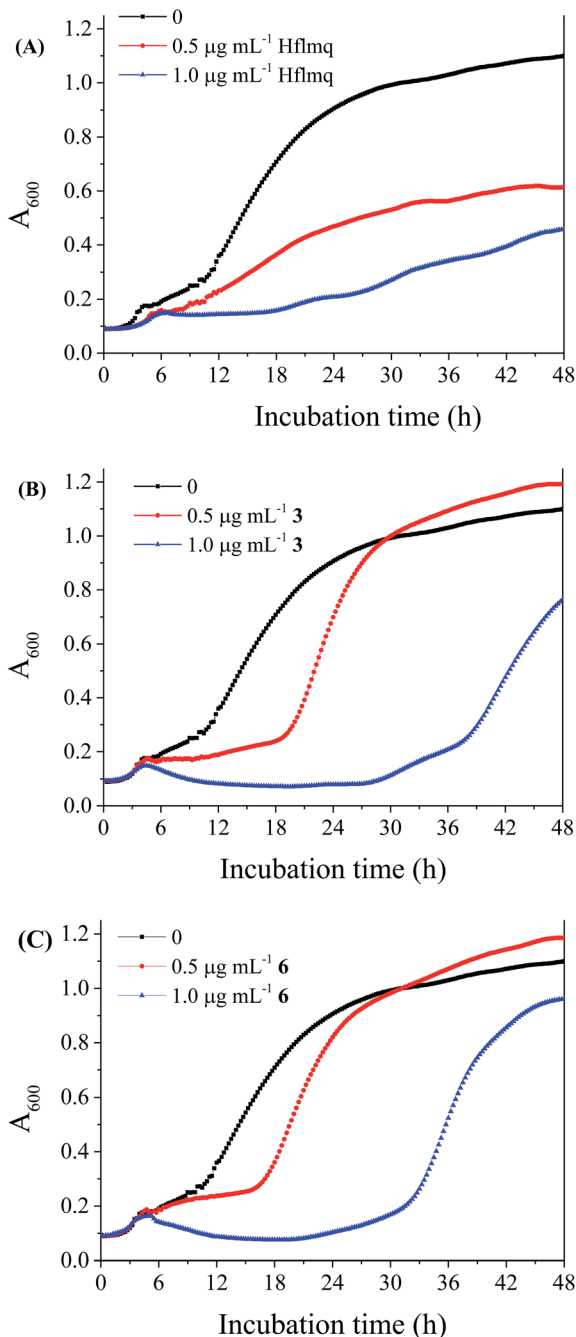 (A)
0
0.5 μg mL⁻¹ Hflmq
1.0 μg mL⁻¹ Hflmq
A₆₀₀
1.0
0.8
0.6
0.4
0.2
0.0
0 6 12 18 24 30 36 42 48
Incubation time (h)
(B)
0
0.5 μg mL⁻¹ 3
1.0 μg mL⁻¹ 3
A₆₀₀
1.2
1.0
0.8
0.6
0.4
0.2
0.0
0 6 12 18 24 30 36 42 48
Incubation time (h)
(C)
0
0.5 μg mL⁻¹ 6
1.0 μg mL⁻¹ 6
A₆₀₀
1.2
1.0
0.8
0.6
0.4
0.2
0.0
0 6 12 18 24 30 36 42 48
Incubation time (h)